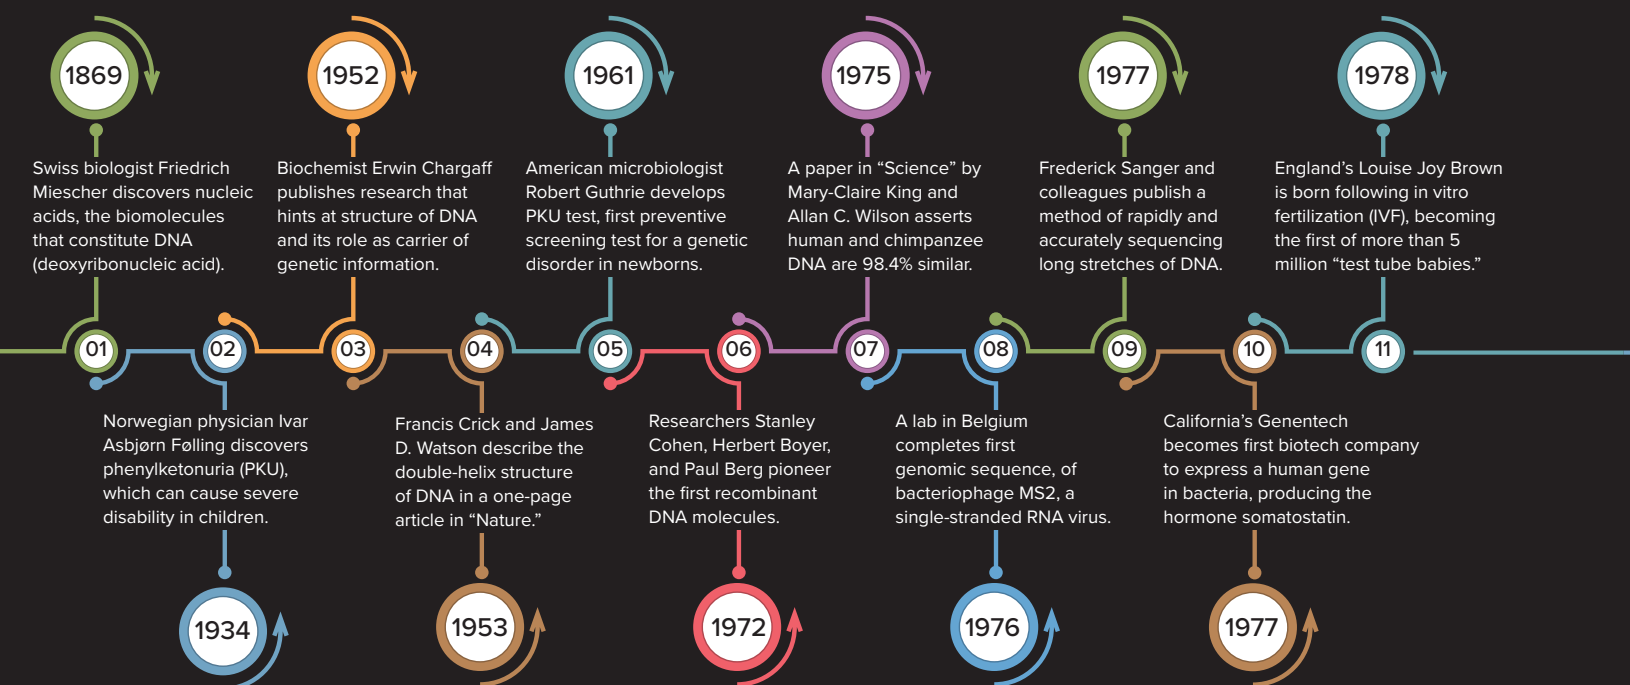 1869
Swiss biologist Friedrich
Miescher discovers nucleic
acids, the biomolecules
that constitute DNA
(deoxyribonucleic acid).
1952
Biochemist Erwin Chargaff
publishes research that
hints at structure of DNA
and its role as carrier of
genetic information.
1961
American microbiologist
Robert Guthrie develops
PKU test, first preventive
screening test for a genetic
disorder in newborns.
1975
A paper in “Science” by
Mary-Claire King and
Allan C. Wilson asserts
human and chimpanzee
DNA are 98.4% similar.
1977
Frederick Sanger and
colleagues publish a
method of rapidly and
accurately sequencing
long stretches of DNA.
1978
England’s Louise Joy Brown
is born following in vitro
fertilization (IVF), becoming
the first of more than 5
million “test tube babies.”
01
02
03
04
05
06
07
08
09
10
11
Norwegian physician Ivar
Asbjørn Følling discovers
phenylketonuria (PKU),
which can cause severe
disability in children.
1934
Francis Crick and James
D. Watson describe the
double-helix structure
of DNA in a one-page
article in “Nature.”
1953
Researchers Stanley
Cohen, Herbert Boyer,
and Paul Berg pioneer
the first recombinant
DNA molecules.
1972
A lab in Belgium
completes first
genomic sequence, of
bacteriophage MS2, a
single-stranded RNA virus.
1976
California’s Genentech
becomes first biotech company
to express a human gene
in bacteria, producing the
hormone somatostatin.
1977